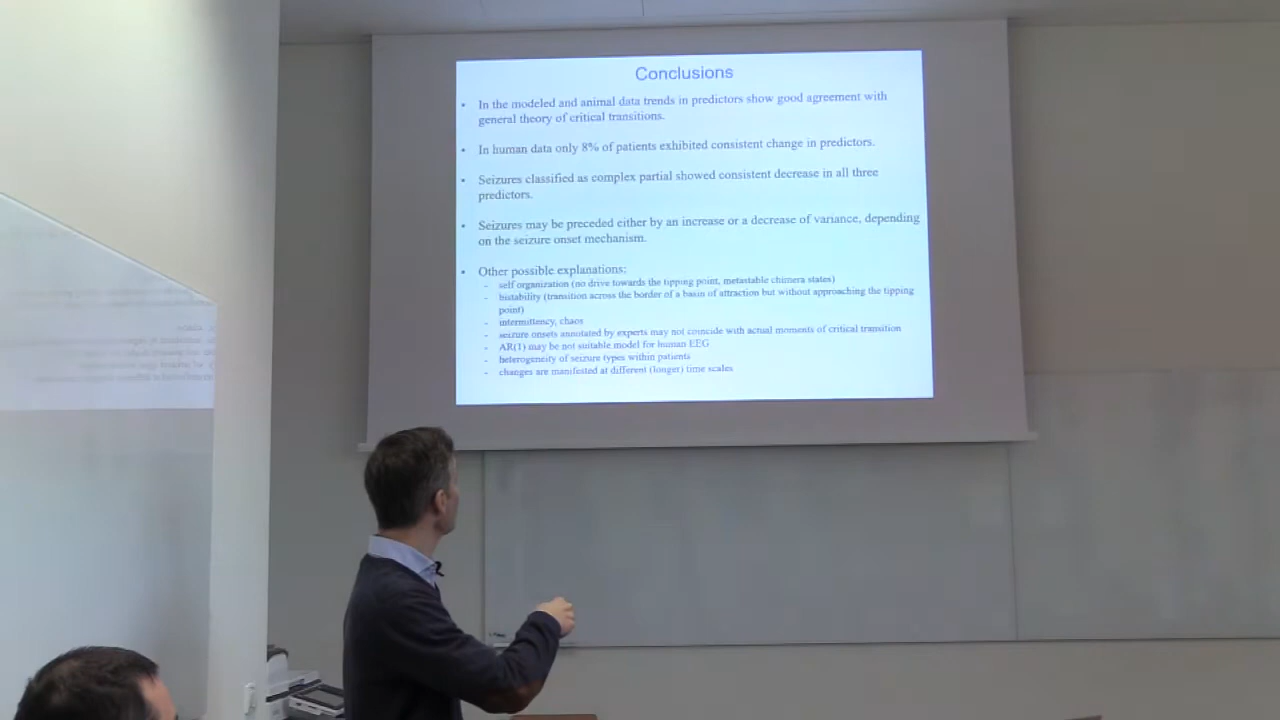 Conclusions
• In the modeled and animal data trends in predictors show good agreement with
general theory of critical transitions.
• In human data only 8% of patients exhibited consistent change in predictors.
• Seizures classified as complex partial showed consistent decrease in all three
predictors.
• Seizures may be preceded either by an increase or a decrease of variance, depending
on the seizure onset mechanism.
• Other possible explanations:
- self organization (no drive towards the tipping point, metastable chimera states)
- bistability (transition across the border of a basin of attraction but without approaching the tipping
point)
- intermittency, chaos
- seizure onsets annotated by experts may not coincide with actual moments of critical transition
- AR(1) may be not suitable model for human EEG
- heterogeneity of seizure types within patients
- changes are manifested at different (longer) time scales